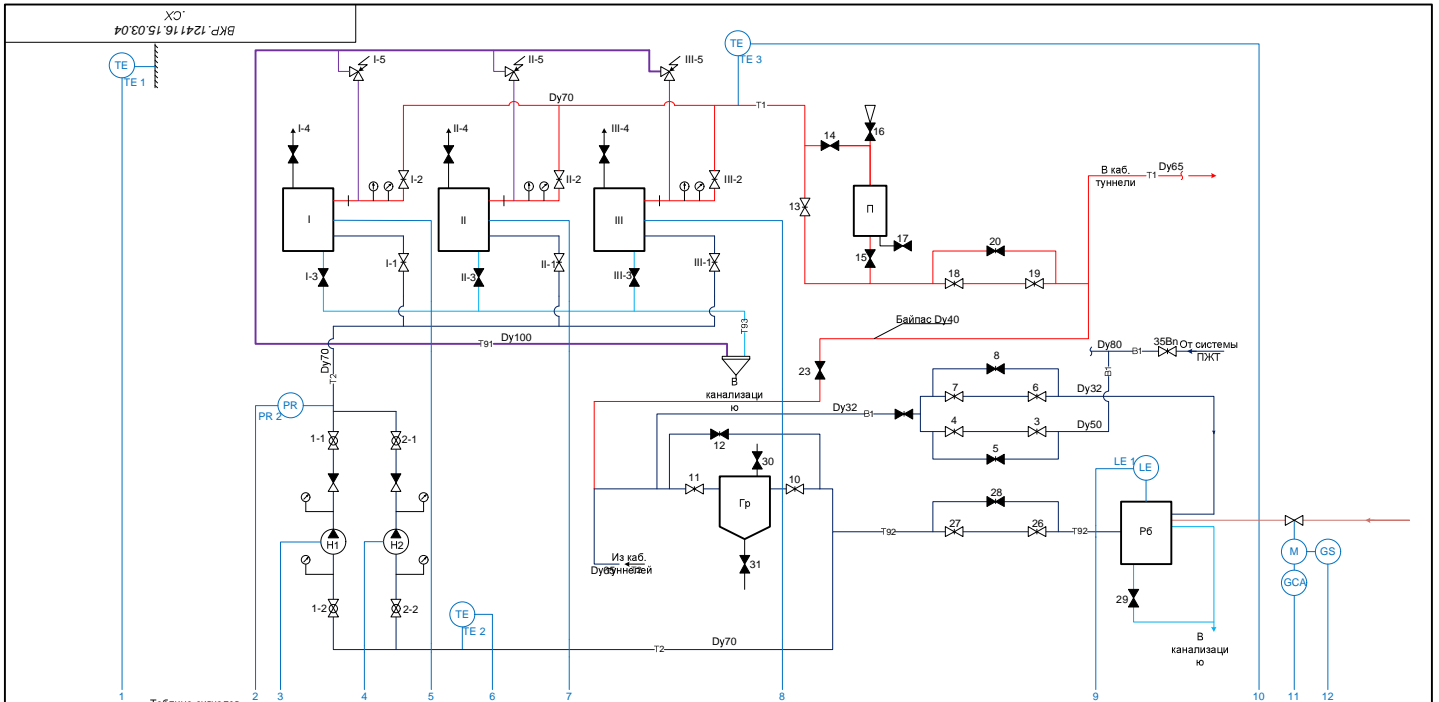 ВКР.124116.15.03.04
.СХ
TE
TE 1
TE
TE 3
I-5
II-5
III-5
Dy70
T1
I-4
II-4
III-4
I-2
II-2
III-2
14
16
В каб.
туннели
Dy65
T1
I
II
III
13
П
17
15
20
I-1
II-1
III-1
I-3
II-3
III-3
18
19
T93
Байпас Dy40
Dy100
T91
Dy70
T2
23
В
канализаци
ю
Dy80
B1
35Вп
От системы
ПЖТ
B1
8
7
6
Dy32
Dy32
B1
4
3
Dy50
5
PR
PR 2
1-1
2-1
12
30
11
10
Гр
31
LE 1
LE
28
27
26
T92
T92
Рб
Н1
Н2
Из каб.
туннелей
M
GS
GCA
1-2
2-2
29
TE
TE 2
Dy70
T2
В
канализаци
ю
1
2
3
4
5
6
7
8
9
10
11
12